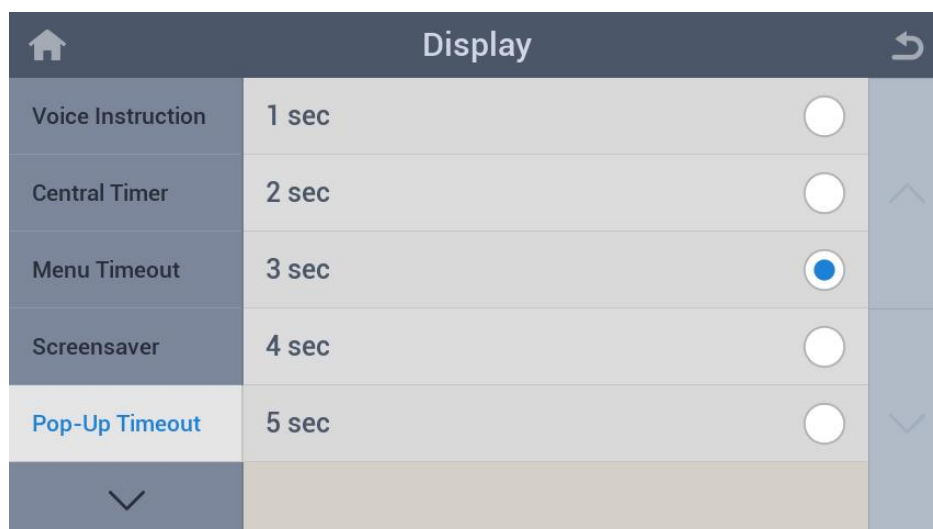 Display
Voice Instruction
1 sec
Central Timer
2 sec
Menu Timeout
3 sec
Screensaver
4 sec
Pop-Up Timeout
5 sec